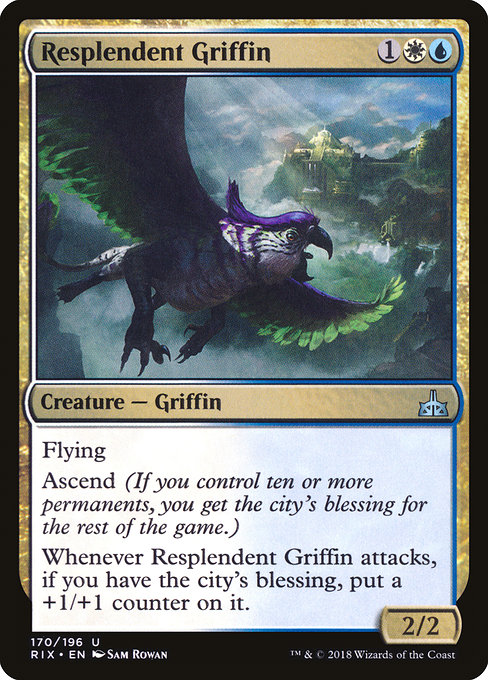 Resplendent Griffin 1
Creature — Griffin
Flying
Ascend (If you control ten or more
permanents, you get the city's blessing for
the rest of the game.)
Whenever Resplendent Griffin attacks,
if you have the city's blessing, put a
+1/+1 counter on it.
2/2
170/196 U
RIX • EN Sam Rowan
™ & © 2018 Wizards of the Coast